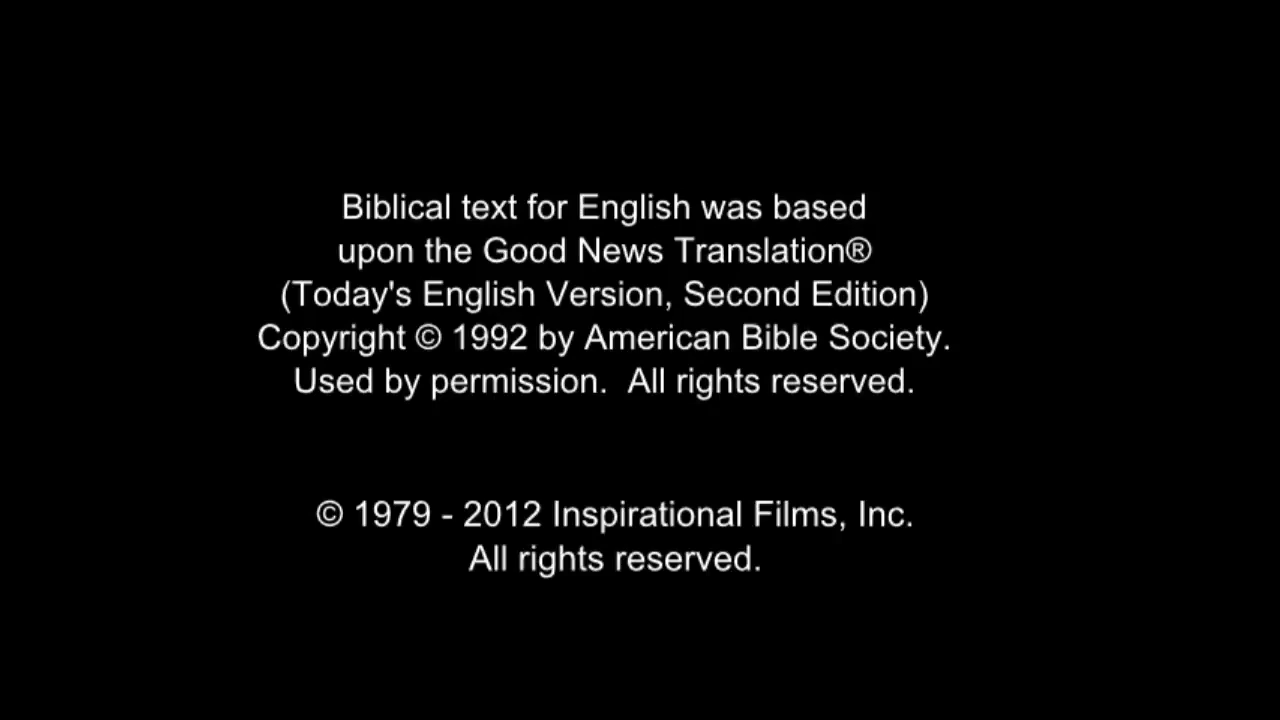 Biblical text for English was based
upon the Good News Translation®
(Today's English Version, Second Edition)
Copyright © 1992 by American Bible Society.
Used by permission.  All rights reserved.
© 1979 - 2012 Inspirational Films, Inc.
All rights reserved.